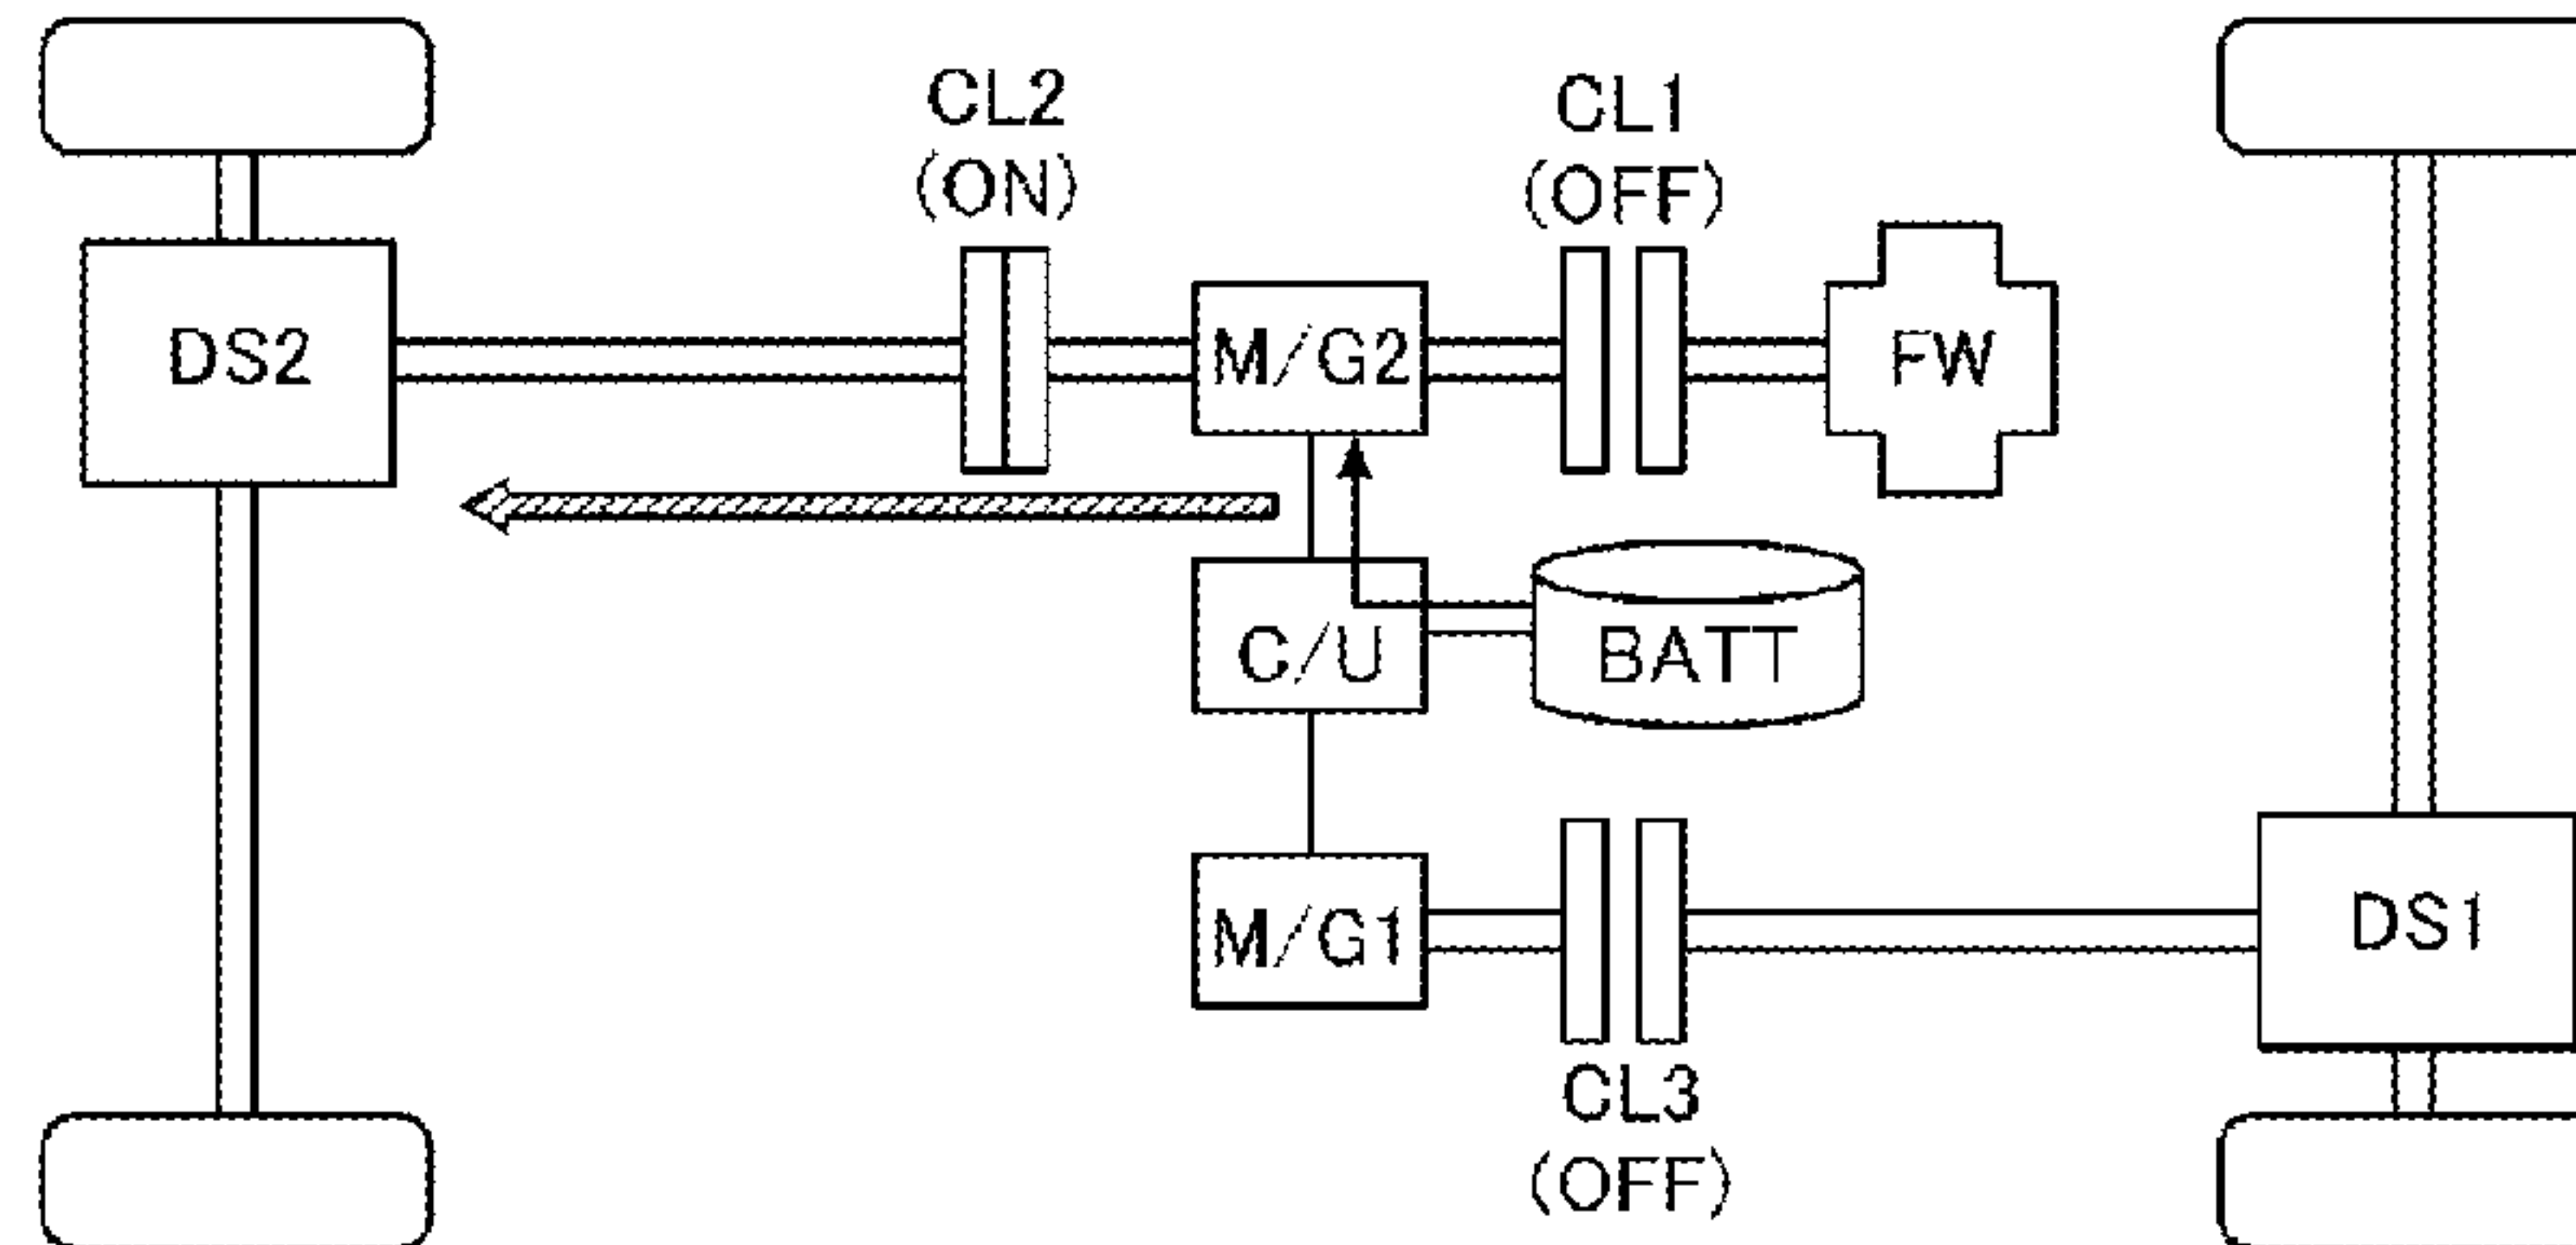 CL2
(ON)
CL1
(OFF)
DS2
M/G2
FW
C/U
BATT
M/G1
DS1
CL3
(OFF)